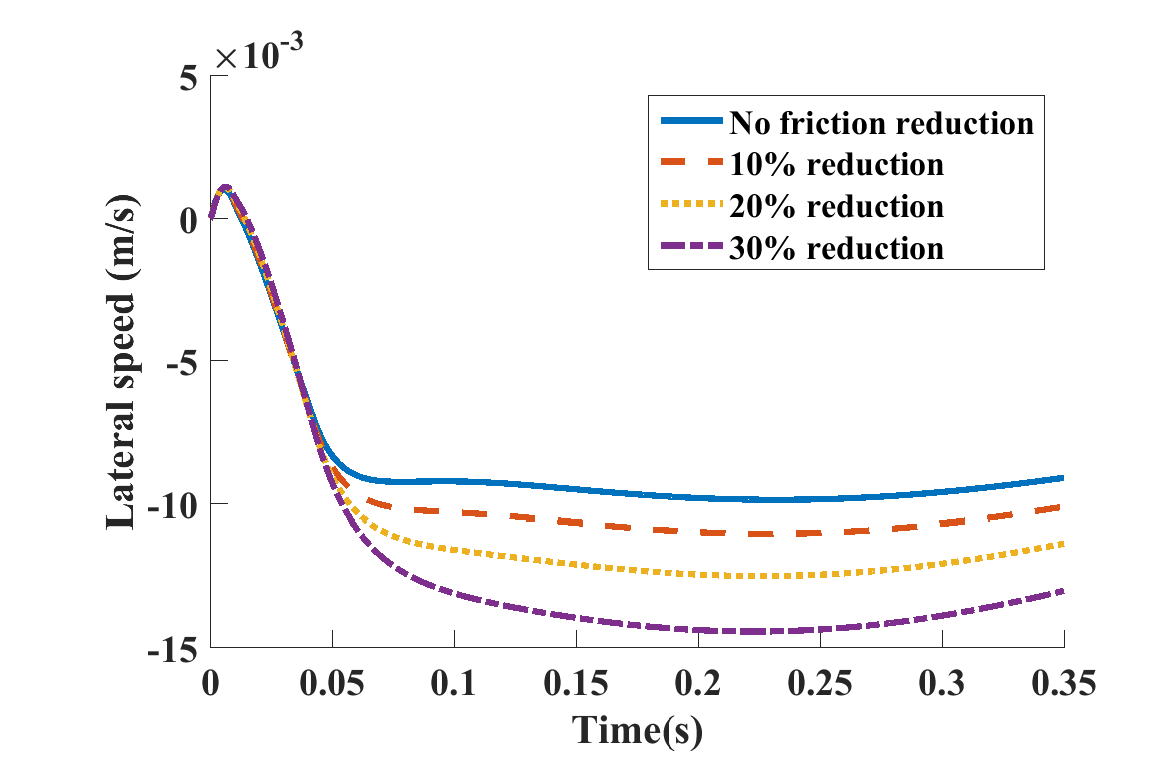 ×10-3
5
0
-5
-10
-15
Lateral speed (m/s)
No friction reduction
10% reduction
20% reduction
30% reduction
0 0.05 0.1 0.15 0.2 0.25 0.3 0.35
Time(s)